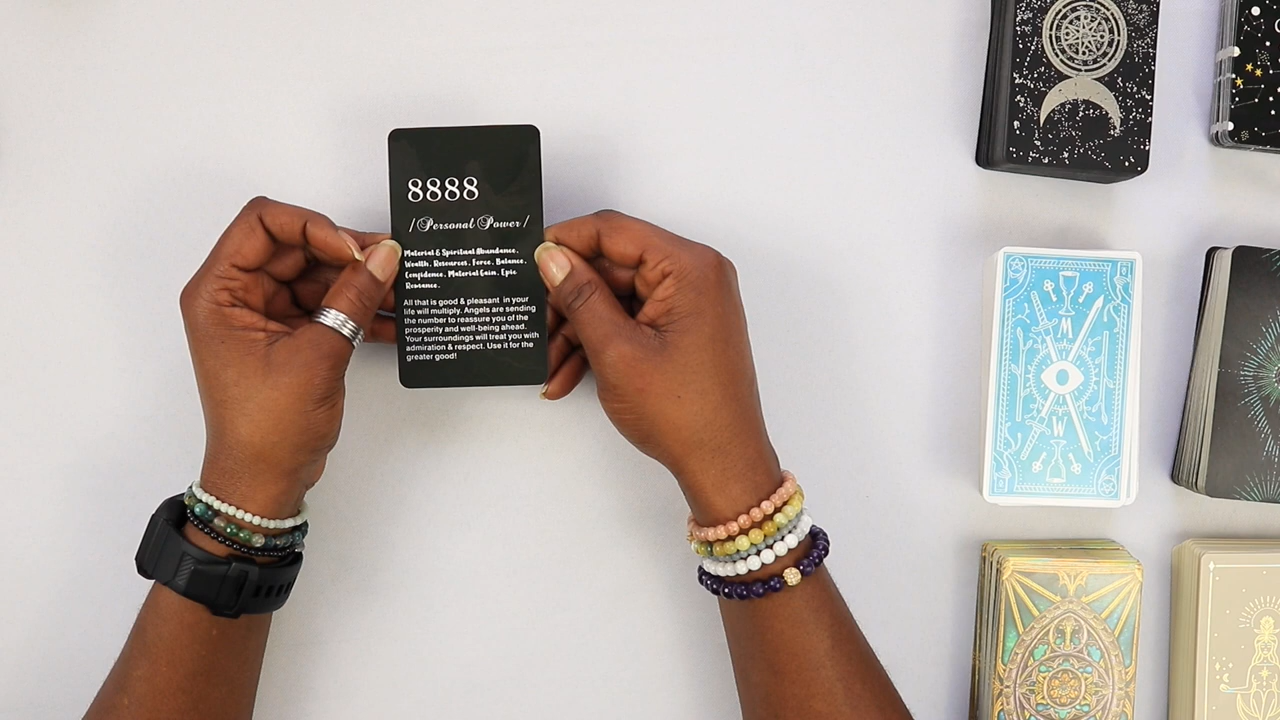 8888
/Personal Power/
Material & Spiritual Abundance,
Wealth, Resources, Force, Balance,
Confidence, Material Gain, Epic
Romance.
All that is good & pleasant in your
life will multiply. Angels are sending
the number to reassure you of the
prosperity and well-being ahead.
Your surroundings will treat you with
admiration & respect. Use it for the
greater good!
M
W